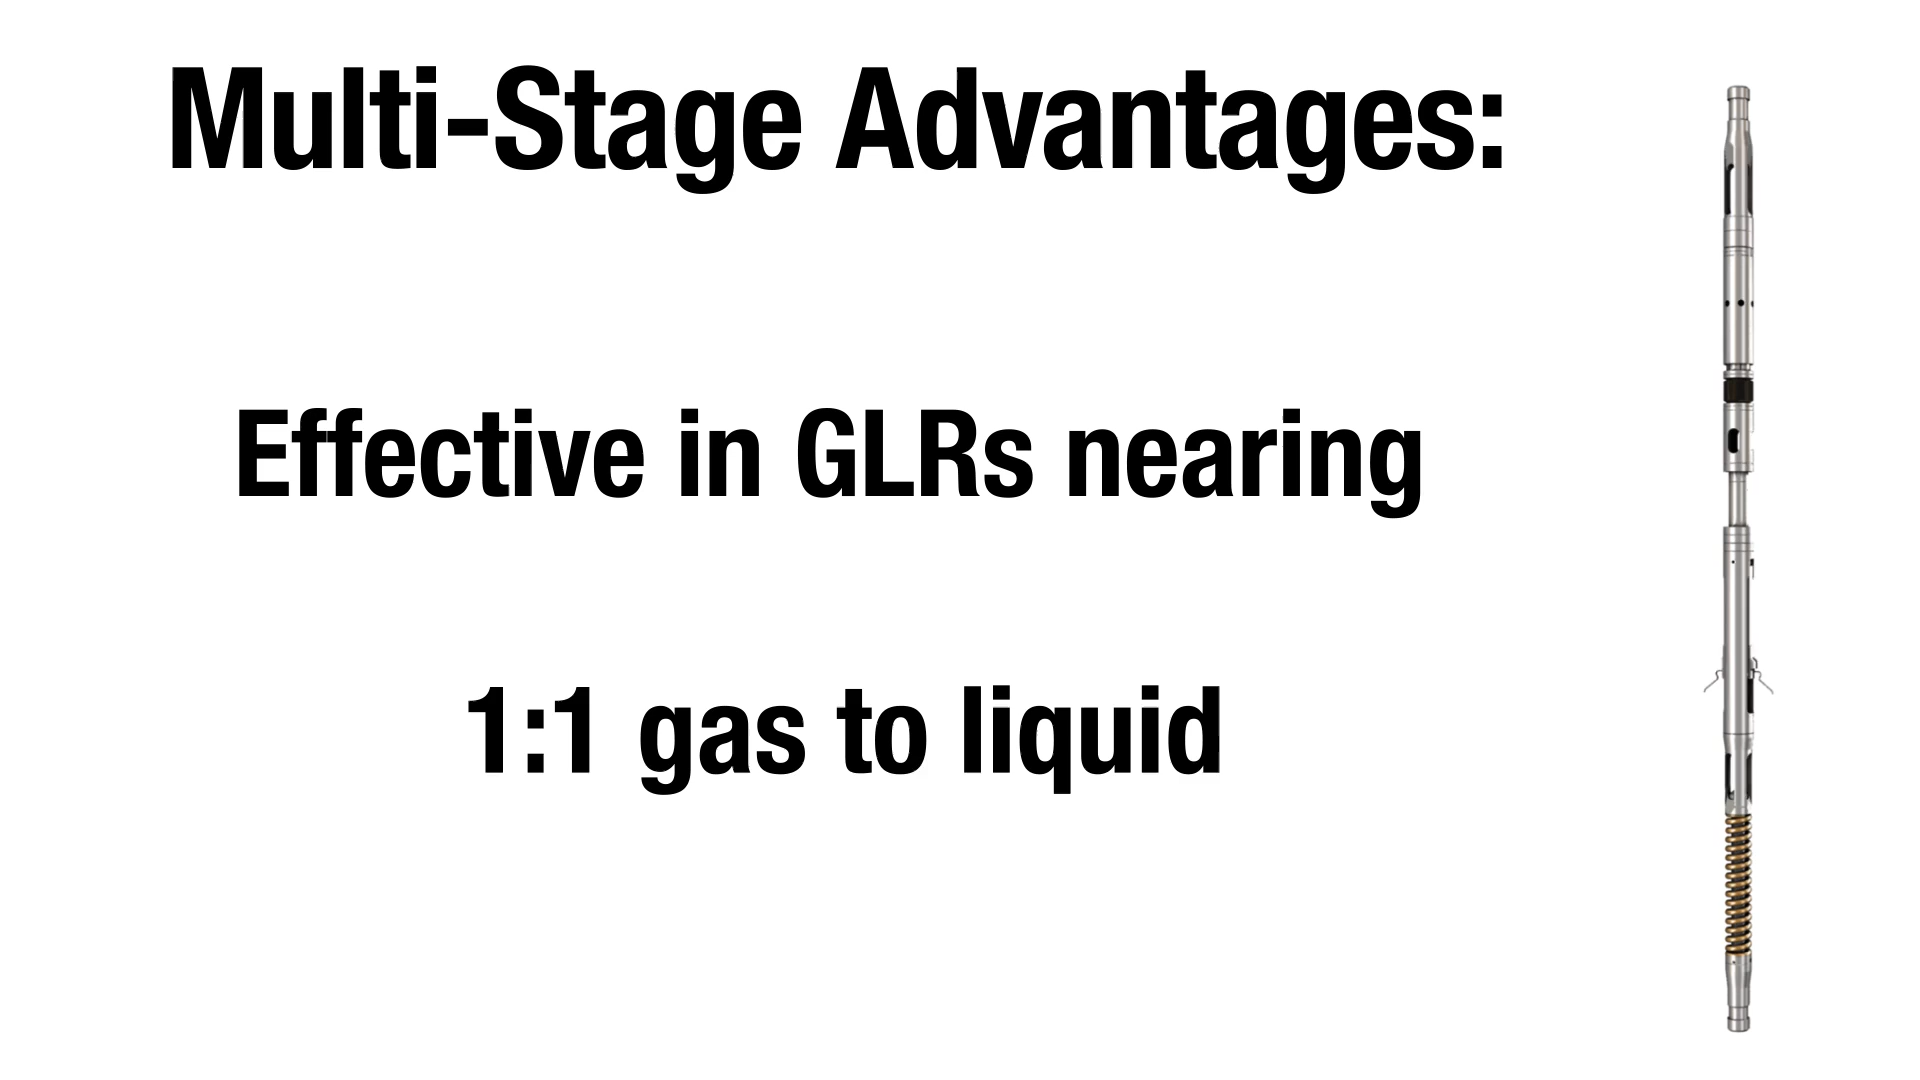 Multi-Stage Advantages:
Effective in GLRs nearing
1:1 gas to liquid